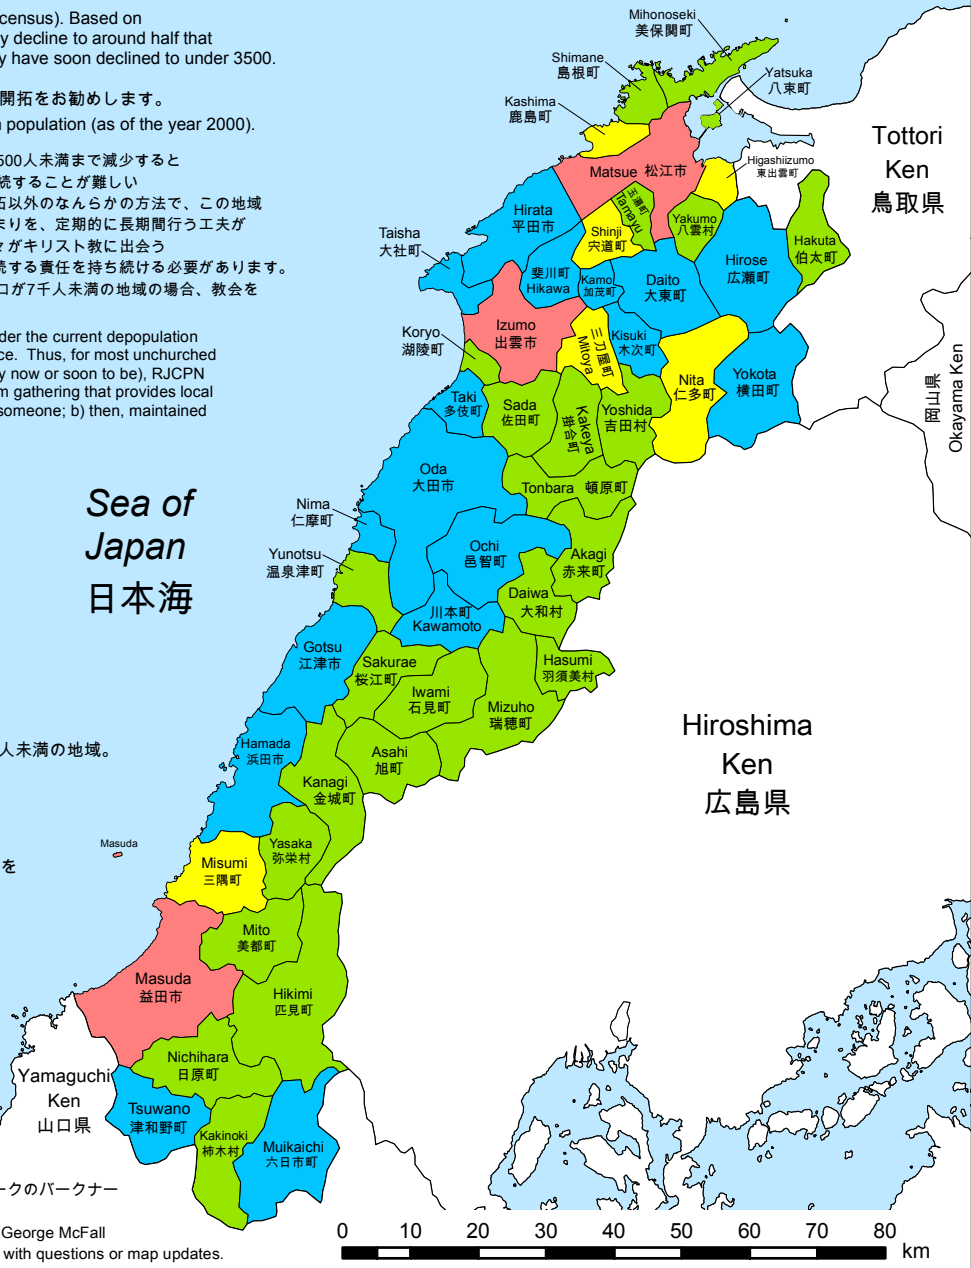 census). Based on
y decline to around half that
y have soon declined to under 3500.
開拓をお勧めします。
n population (as of the year 2000).
500人未満まで減少すると
続することが難しい
石以外のなんらかの方法で、この地域
まりを、定期的に長期間行う工夫が
々がキリスト教に出会う
続する責任を持ち続ける必要があります。
口が7千人未満の地域の場合、教会を
der the current depopulation
ce. Thus, for most unchurched
y now or soon to be), RJCPN
m gathering that provides local
someone; b) then, maintained
Mihonoseki
美保関町
Shimane
島根町
Yatsuka
八束町
Kashima
鹿島町
Tottori
Ken
鳥取県
Matsue 松江市
Higashiizumo
東出雲町
Hirata
平田市
玉湯町
Tamayu
Yakumo
八雲村
Shinji
宍道町
Taisha
大社町
Hakuta
伯太町
Hirose
広瀬町
斐川町
Hikawa
Kamo
加茂町
Daito
大東町
Izumo
出雲市
Koryo
湖陵町
三刀屋町
Mitoya
Kisuki
木次町
Nita
仁多町
Yokota
横田町
岡山県
Okayama Ken
Taki
多伎町
Sada
佐田町
Kakeya
掛合町
Yoshida
吉田村
Oda
大田市
Tonbara 頓原町
Sea of
Japan
日本海
Nima
仁摩町
Ochi
邑智町
Akagi
赤来町
Yunotsu
温泉津町
Daiwa
大和村
川本町
Kawamoto
Gotsu
江津市
Sakurae
桜江町
Hasumi
羽須美村
Iwami
石見町
Mizuho
瑞穂町
Hiroshima
Ken
広島県
人未満の地域。
Hamada
浜田市
Asahi
旭町
Kanagi
金城町
Masuda
Yasaka
弥栄村
を
Misumi
三隅町
Mito
美都町
Masuda
益田市
Hikimi
匹見町
Nichihara
日原町
Yamaguchi
Ken
山口県
Tsuwano
津和野町
Kakinoki
柿木村
Muikaichi
六日市町
ークのバークナー
George McFall
with questions or map updates.
0 10 20 30 40 50 60 70 80
km